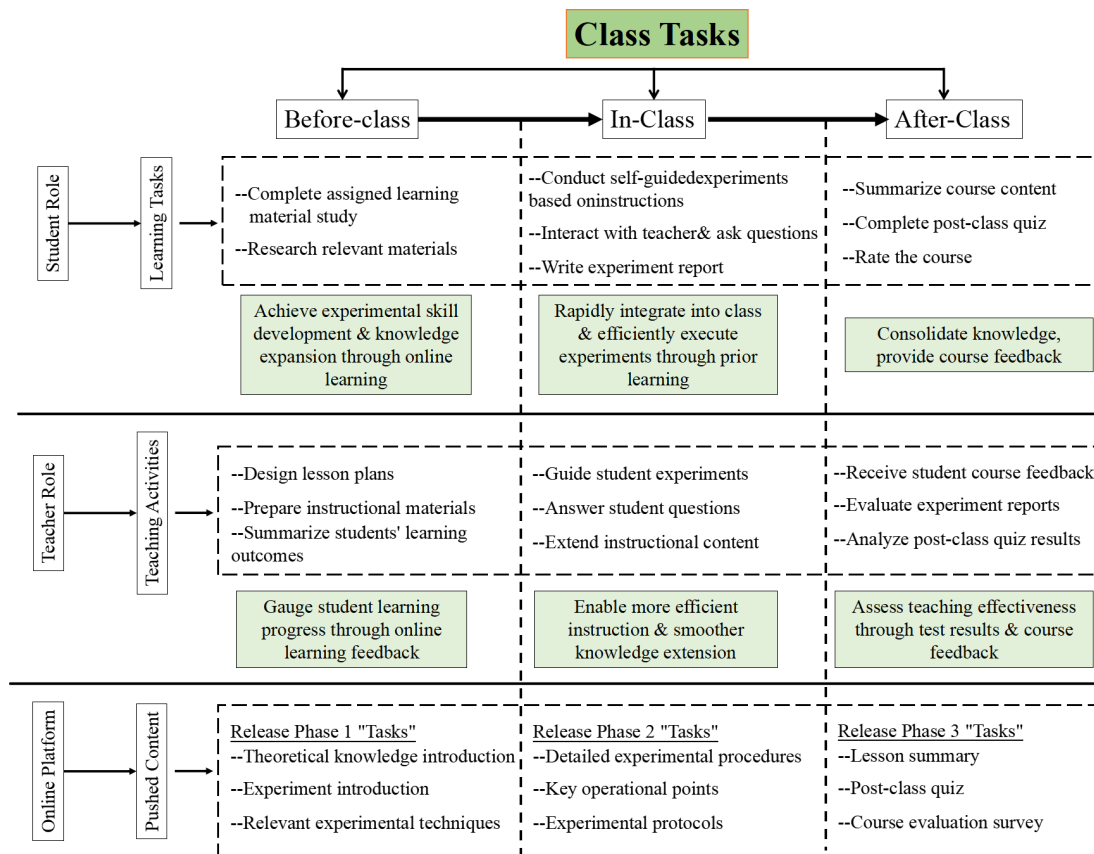 Class Tasks
Before-class
In-Class
After-Class
Student Role
Learning Tasks
--Complete assigned learning
material study
--Research relevant materials
--Conduct self-guidedexperiments
based oninstructions
--Interact with teacher& ask questions
--Write experiment report
--Summarize course content
--Complete post-class quiz
--Rate the course
Achieve experimental skill
development & knowledge
expansion through online
learning
Rapidly integrate into class
& efficiently execute
experiments through prior
learning
Consolidate knowledge,
provide course feedback
Teacher Role
Teaching Activities
--Design lesson plans
--Prepare instructional materials
--Summarize students' learning
outcomes
--Guide student experiments
--Answer student questions
--Extend instructional content
--Receive student course feedback
--Evaluate experiment reports
--Analyze post-class quiz results
Gauge student learning
progress through online
learning feedback
Enable more efficient
instruction & smoother
knowledge extension
Assess teaching effectiveness
through test results & course
feedback
Online Platform
Pushed Content
Release Phase 1 "Tasks"
--Theoretical knowledge introduction
--Experiment introduction
--Relevant experimental techniques
Release Phase 2 "Tasks"
--Detailed experimental procedures
--Key operational points
--Experimental protocols
Release Phase 3 "Tasks"
--Lesson summary
--Post-class quiz
--Course evaluation survey